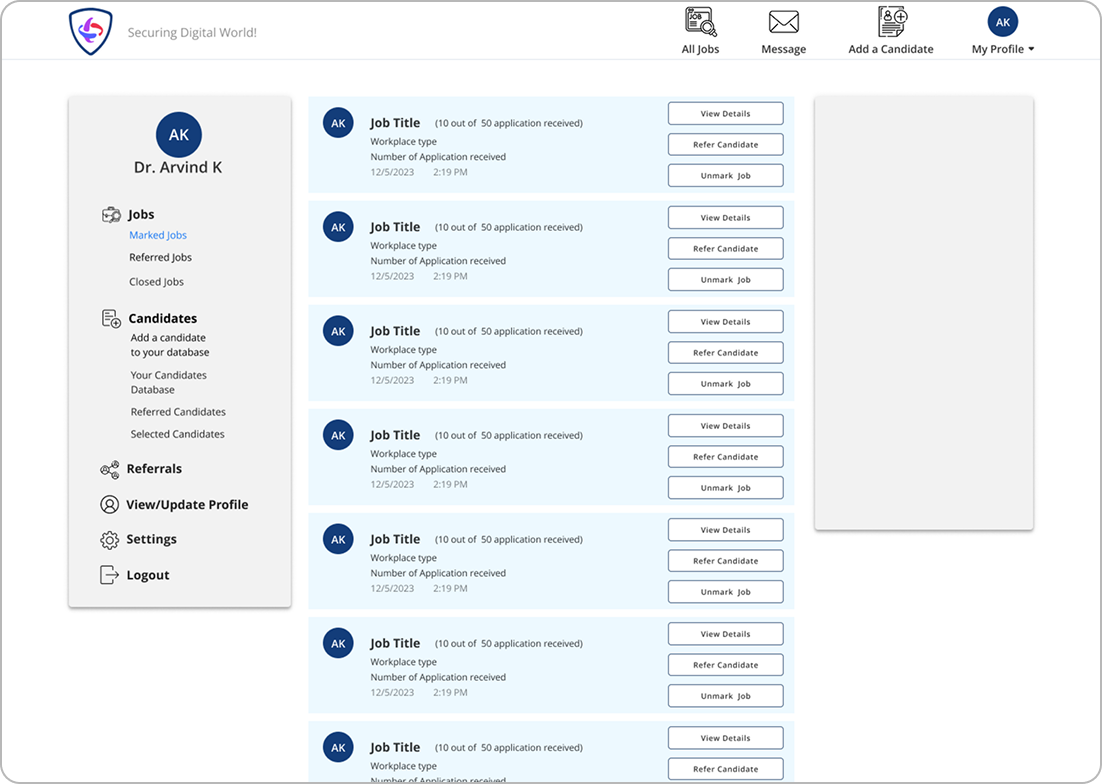 Securing Digital World!
All Jobs
Message
Add a Candidate
AK
My Profile
AK
Dr. Arvind K
Jobs
Marked Jobs
Referred Jobs
Closed Jobs
Candidates
Add a candidate
to your database
Your Candidates
Database
Referred Candidates
Selected Candidates
Referrals
View/Update Profile
Settings
Logout
AK
Job Title (10 out of 50 application received)
Workplace type
Number of Application received
12/5/2023 2:19 PM
View Details
Refer Candidate
Unmark Job
AK
Job Title (10 out of 50 application received)
Workplace type
Number of Application received
12/5/2023 2:19 PM
View Details
Refer Candidate
Unmark Job
AK
Job Title (10 out of 50 application received)
Workplace type
Number of Application received
12/5/2023 2:19 PM
View Details
Refer Candidate
Unmark Job
AK
Job Title (10 out of 50 application received)
Workplace type
Number of Application received
12/5/2023 2:19 PM
View Details
Refer Candidate
Unmark Job
AK
Job Title (10 out of 50 application received)
Workplace type
Number of Application received
12/5/2023 2:19 PM
View Details
Refer Candidate
Unmark Job
AK
Job Title (10 out of 50 application received)
Workplace type
Number of Application received
12/5/2023 2:19 PM
View Details
Refer Candidate
Unmark Job
AK
Job Title (10 out of 50 application received)
Workplace type
Number of Application received
View Details
Refer Candidate